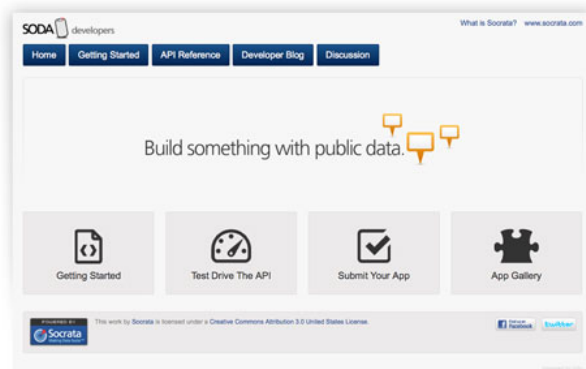 SODA developers
What is Socrata? www.socrata.com
Home Getting Started API Reference Developer Blog Discussion
Build something with public data.
Getting Started Test Drive The API Submit Your App App Gallery
POWERED BY
Socrata
This work by Socrata is licensed under a Creative Commons Attribution 3.0 United States License.
Facebook
twitter